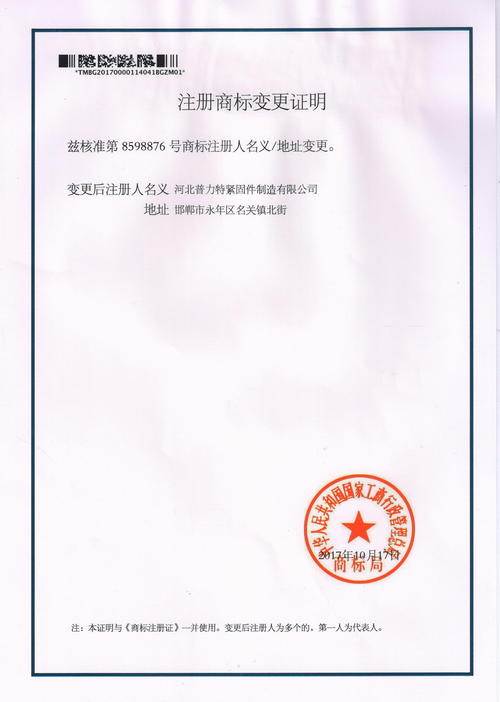 *TMBG201700001140418GZM01*
注册商标变更证明
兹核准第 8598876 号商标注册人名义/地址变更。
变更后注册人名义 河北普力特紧固件制造有限公司
地址 邯郸市永年区名关镇北街
中华人民共和国国家工商行政管理总局
2017年10月17日
商标局
注：本证明与《商标注册证》一并使用。变更后注册人为多个的，第一人为代表人。